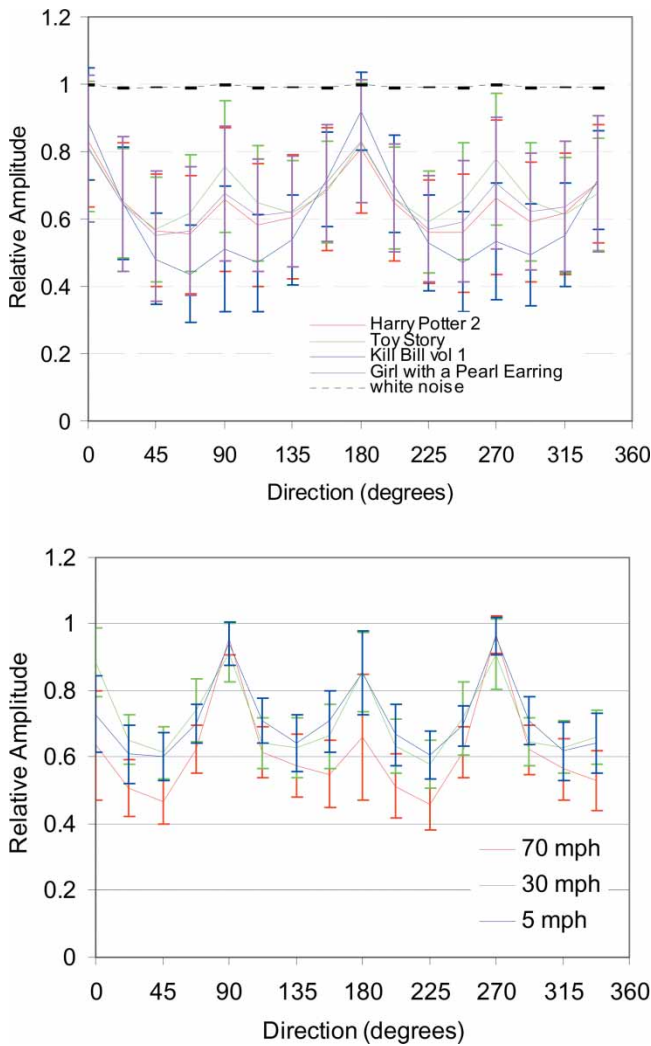 1.2
1
0.8
0.6
0.4
0.2
0
Relative Amplitude
Harry Potter 2
Toy Story
Kill Bill vol 1
Girl with a Pearl Earring
white noise
0 45 90 135 180 225 270 315 360
Direction (degrees)
1.2
1
0.8
0.6
0.4
0.2
0
Relative Amplitude
70 mph
30 mph
5 mph
0 45 90 135 180 225 270 315 360
Direction (degrees)